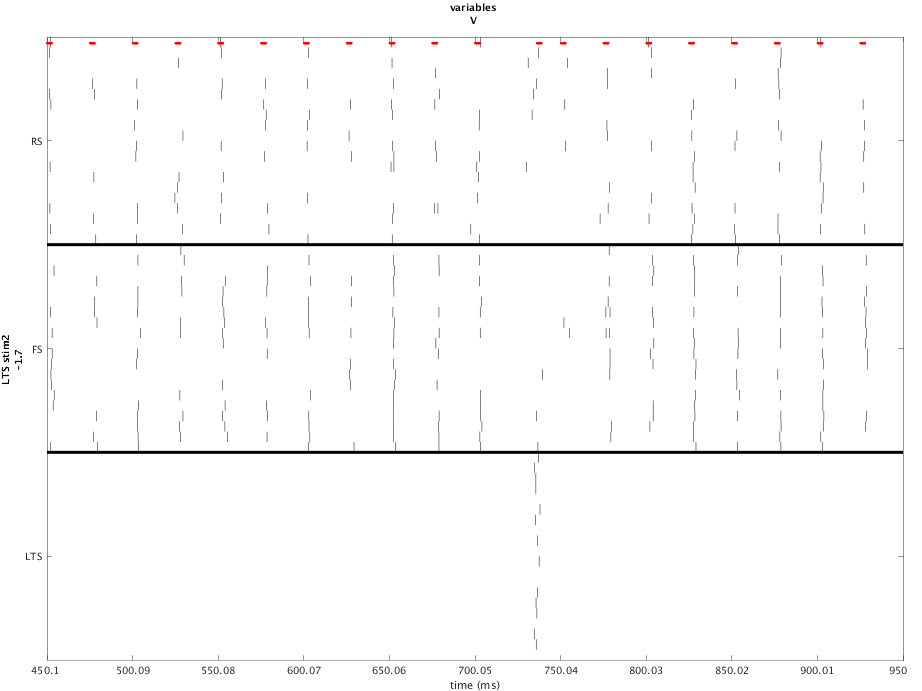 variables
V
RS
FS
LTS
LTS stim2
-1.7
450.1 500.09 550.08 600.07 650.06 700.05 750.04 800.03 850.02 900.01 950
time (ms)